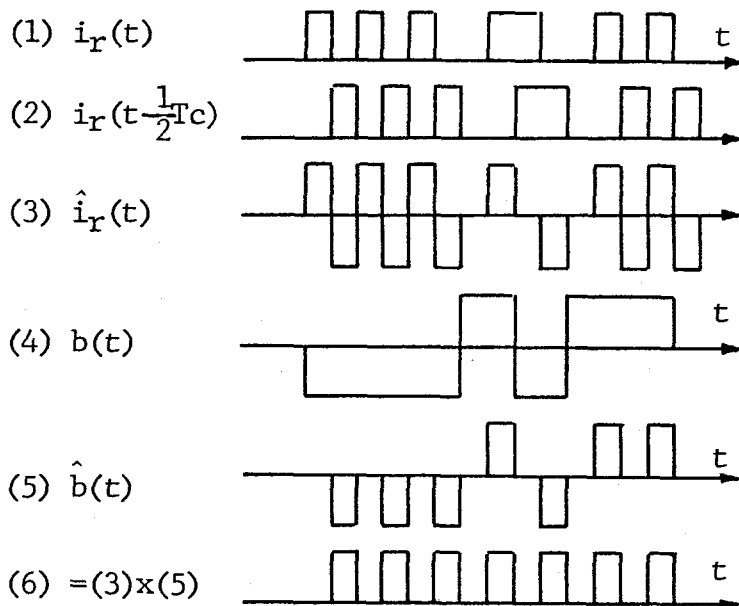 (1) i_r(t) t
(2) i_r(t-½Tc)
(3) î_r(t)
(4) b(t) t
(5) b̂(t) t
(6) =(3)x(5) t